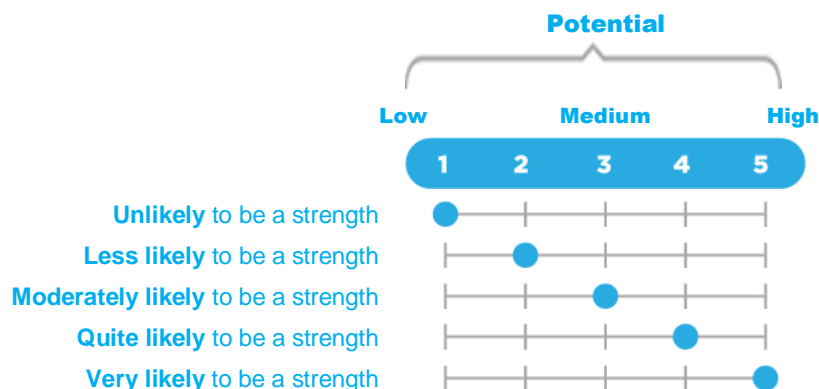 Potential
Low Medium High
1 2 3 4 5
Unlikely to be a strength
Less likely to be a strength
Moderately likely to be a strength
Quite likely to be a strength
Very likely to be a strength